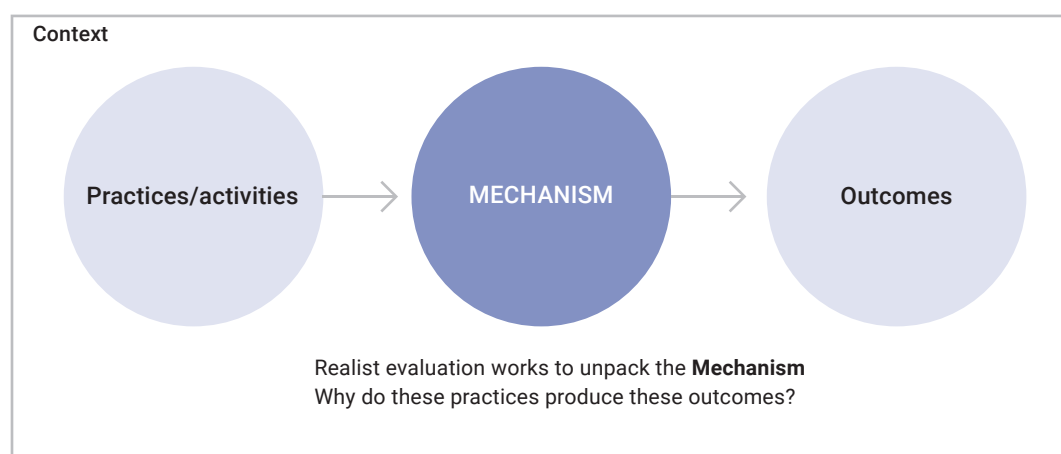 Context
Practices/activities
MECHANISM
Outcomes
Realist evaluation works to unpack the Mechanism
Why do these practices produce these outcomes?